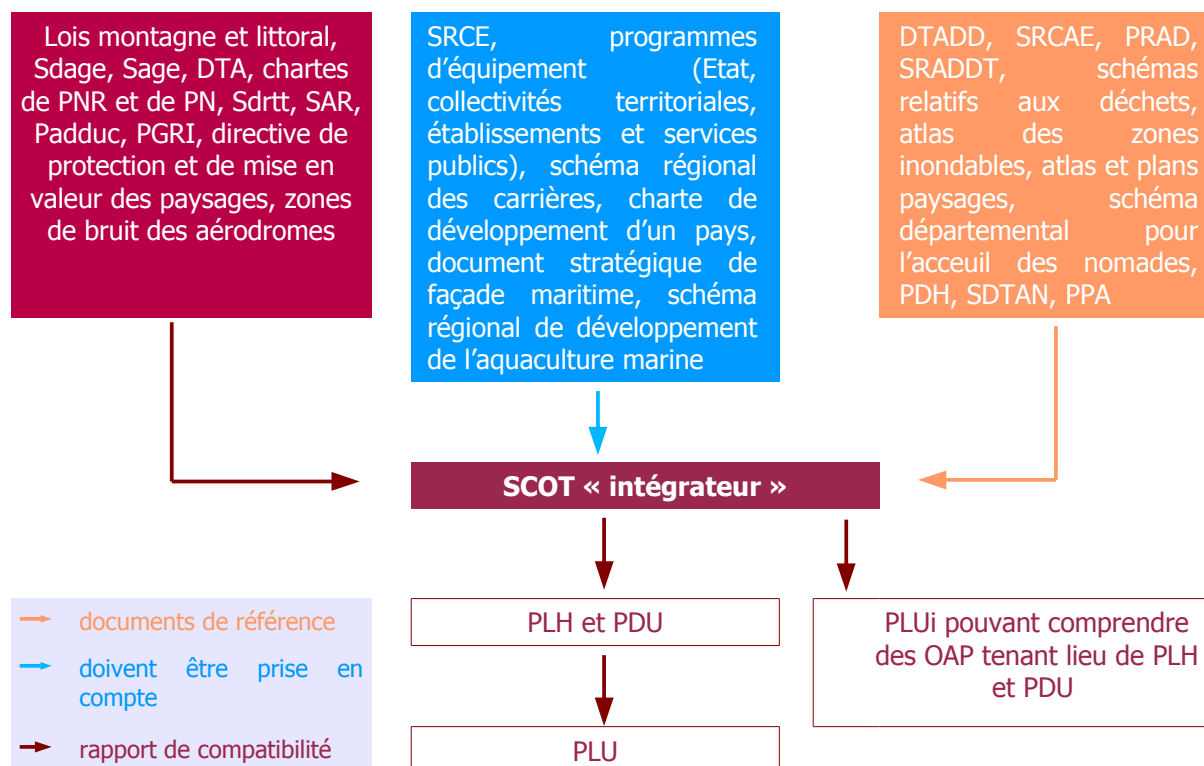 Lois montagne et littoral,
Sdage, Sage, DTA, chartes
de PNR et de PN, Sdrtt, SAR,
Padduc, PGRI, directive de
protection et de mise en
valeur des paysages, zones
de bruit des aérodromes
SRCE, programmes
d’équipement (Etat,
collectivités territoriales,
établissements et services
publics), schéma régional
des carrières, charte de
développement d’un pays,
document stratégique de
façade maritime, schéma
régional de développement
de l’aquaculture marine
DTADD, SRCAE, PRAD,
SRADDT, schémas
relatifs aux déchets,
atlas des zones
inondables, atlas et plans
paysages, schéma
départemental pour
l’acceuil des nomades,
PDH, SDTAN, PPA
SCOT « intégrateur »
documents de référence
doivent être prise en
compte
rapport de compatibilité
PLH et PDU
PLU
PLUi pouvant comprendre
des OAP tenant lieu de PLH
et PDU